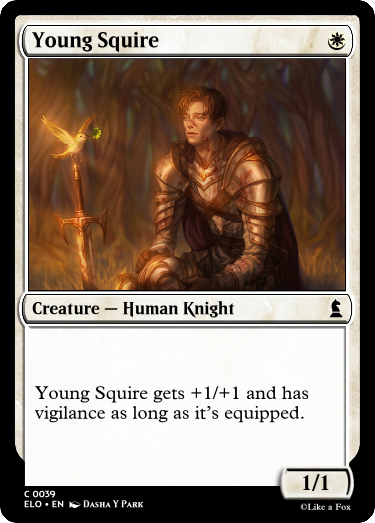 Young Squire
Creature — Human Knight
Young Squire gets +1/+1 and has
vigilance as long as it's equipped.
1/1
C 0039
ELO • EN Dasha Y Park
©Like a Fox